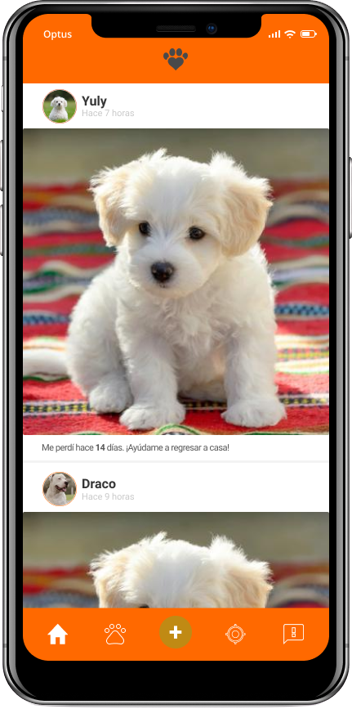 Optus
Yuly
Hace 7 horas
Me perdí hace 14 días. ¡Ayúdame a regresar a casa!
Draco
Hace 9 horas